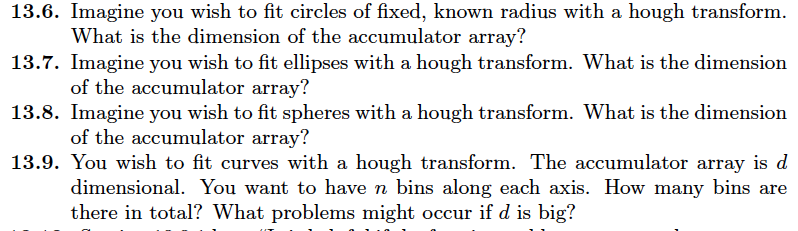 13.6. Imagine you wish to fit circles of fixed, known radius with a hough transform.
What is the dimension of the accumulator array?
13.7. Imagine you wish to fit ellipses with a hough transform. What is the dimension
of the accumulator array?
13.8. Imagine you wish to fit spheres with a hough transform. What is the dimension
of the accumulator array?
13.9. You wish to fit curves with a hough transform. The accumulator array is d
dimensional. You want to have n bins along each axis. How many bins are
there in total? What problems might occur if d is big?